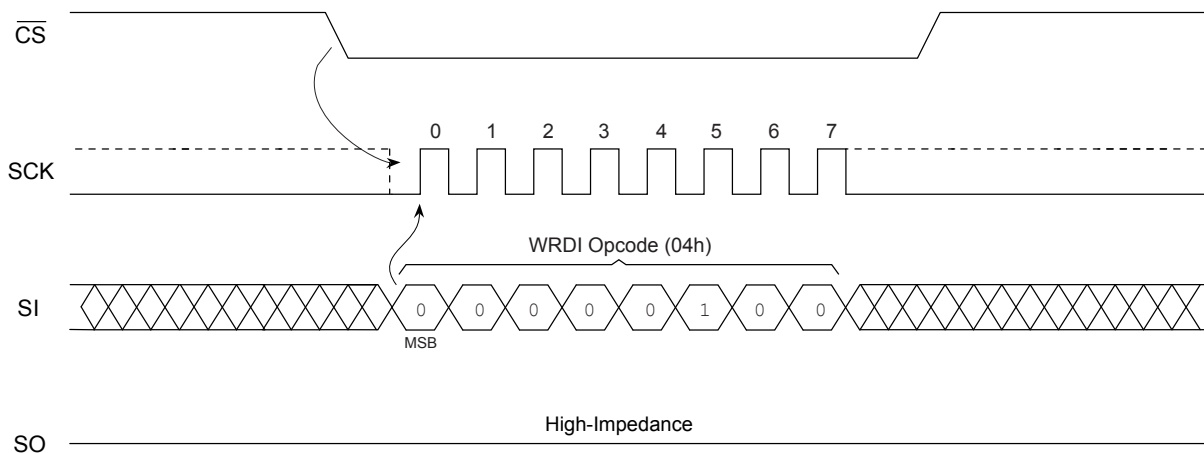 CS
0 1 2 3 4 5 6 7
SCK
WRDI Opcode (04h)
SI
0 0 0 0 0 1 0 0
MSB
High-Impedance
SO